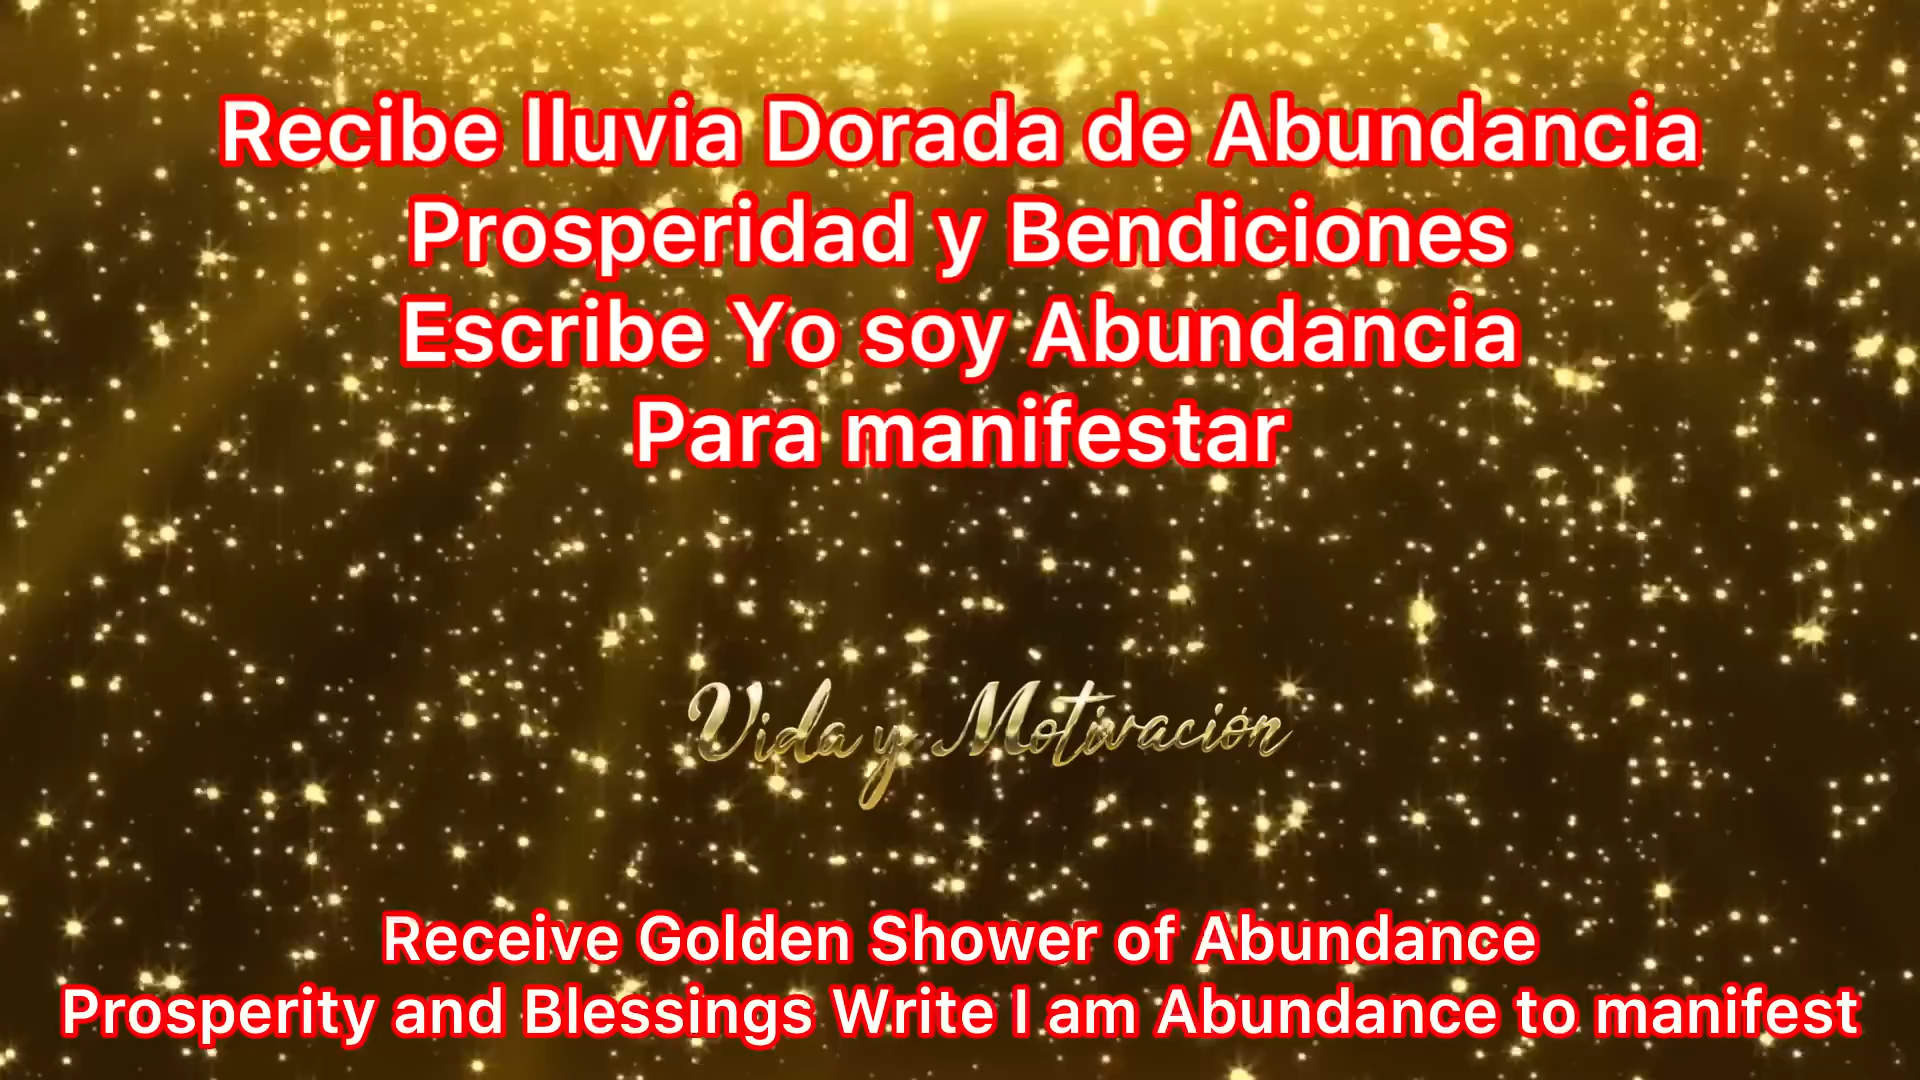 Recibe lluvia Dorada de Abundancia
Prosperidad y Bendiciones
Escribe Yo soy Abundancia
Para manifestar
Vida y Motivación
Receive Golden Shower of Abundance
Prosperity and Blessings Write I am Abundance to manifest